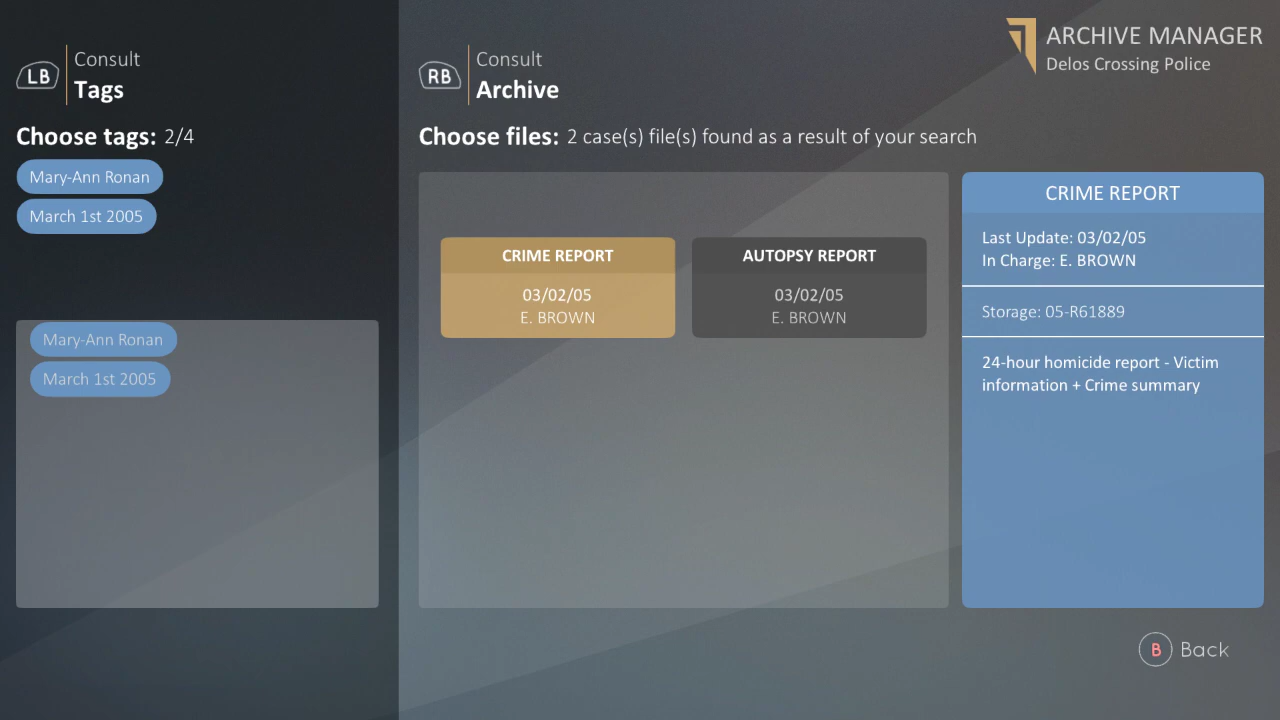 LB
Consult
Tags
Choose tags: 2/4
Mary-Ann Ronan
March 1st 2005
Mary-Ann Ronan
March 1st 2005
RB
Consult
Archive
Choose files: 2 case(s) file(s) found as a result of your search
CRIME REPORT
03/02/05
E. BROWN
AUTOPSY REPORT
03/02/05
E. BROWN
ARCHIVE MANAGER
Delos Crossing Police
CRIME REPORT
Last Update: 03/02/05
In Charge: E. BROWN
Storage: 05-R61889
24-hour homicide report - Victim
information + Crime summary
B Back